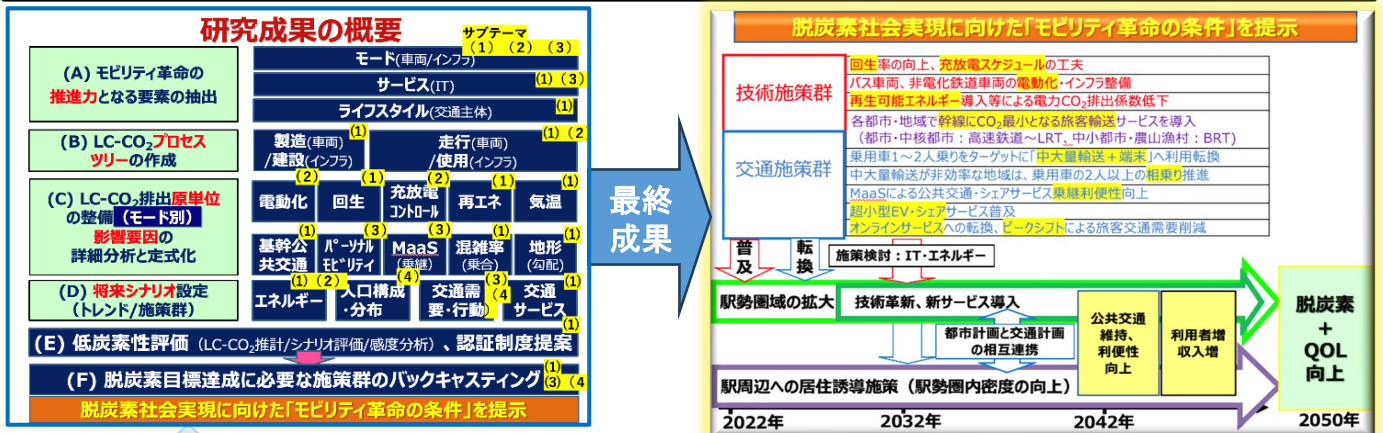 研究成果の概要
サブテーマ
(1) (2) (3)
(A) モビリティ革命の
推進力となる要素の抽出
モード(車両/インフラ)
サービス(IT)
(1) (3)
ライフスタイル(交通主体)
(1)
(B) LC-CO₂プロセス
ツリーの作成
製造(車両)
/建設(インフラ)
(1)
走行(車両)
/使用(インフラ)
(1) (2
(C) LC-CO₂排出原単位
の整備(モード別)
影響要因の
詳細分析と定式化
電動化
(2)
回生
(1)
充放電
コントロール
(2)
再エネ
(1)
気温
(1)
基幹公
共交通
(1)
パーソナル
モビリティ
(3)
MaaS
(乗継)
(3)
混雑率
(乗合)
(1)
地形
(勾配)
(1)
(D) 将来シナリオ設定
(トレンド/施策群)
エネルギー
(1) (2)
人口構成
・分布
(4)
交通需
要・行動
(3)
(4
交通
サービス
(1)
(E) 低炭素性評価(LC-CO₂推計/シナリオ評価/感度分析)、認証制度提案
(1)
(F) 脱炭素目標達成に必要な施策群のバックキャスティング
(1)
(3) (4
脱炭素社会実現に向けた「モビリティ革命の条件」を提示
最終
成果
脱炭素社会実現に向けた「モビリティ革命の条件」を提示
技術施策群
回生率の向上、充放電スケジュールの工夫
バス車両、非電化鉄道車両の電動化・インフラ整備
再生可能エネルギー導入等による電力CO₂排出係数低下
各都市・地域で幹線にCO₂最小となる旅客輸送サービスを導入
(都市・中核都市:高速鉄道~LRT、中小都市・農山漁村:BRT)
交通施策群
乗用車1~2人乗りをターゲットに「中大量輸送+端末」へ利用転換
中大量輸送が非効率な地域は、乗用車の2人以上の相乗り推進
MaaSによる公共交通・シェアサービス乗継利便性向上
超小型EV・シェアサービス普及
オンラインサービスへの転換、ピークシフトによる旅客交通需要削減
普及
転換
施策検討:IT・エネルギー
駅勢圏域の拡大
技術革新、新サービス導入
都市計画と交通計画
の相互連携
公共交通
維持、
利便性
向上
利用者増
収入増
駅周辺への居住誘導施策(駅勢圏内密度の向上)
脱炭素
+
QOL
向上
2022年
2032年
2042年
2050年